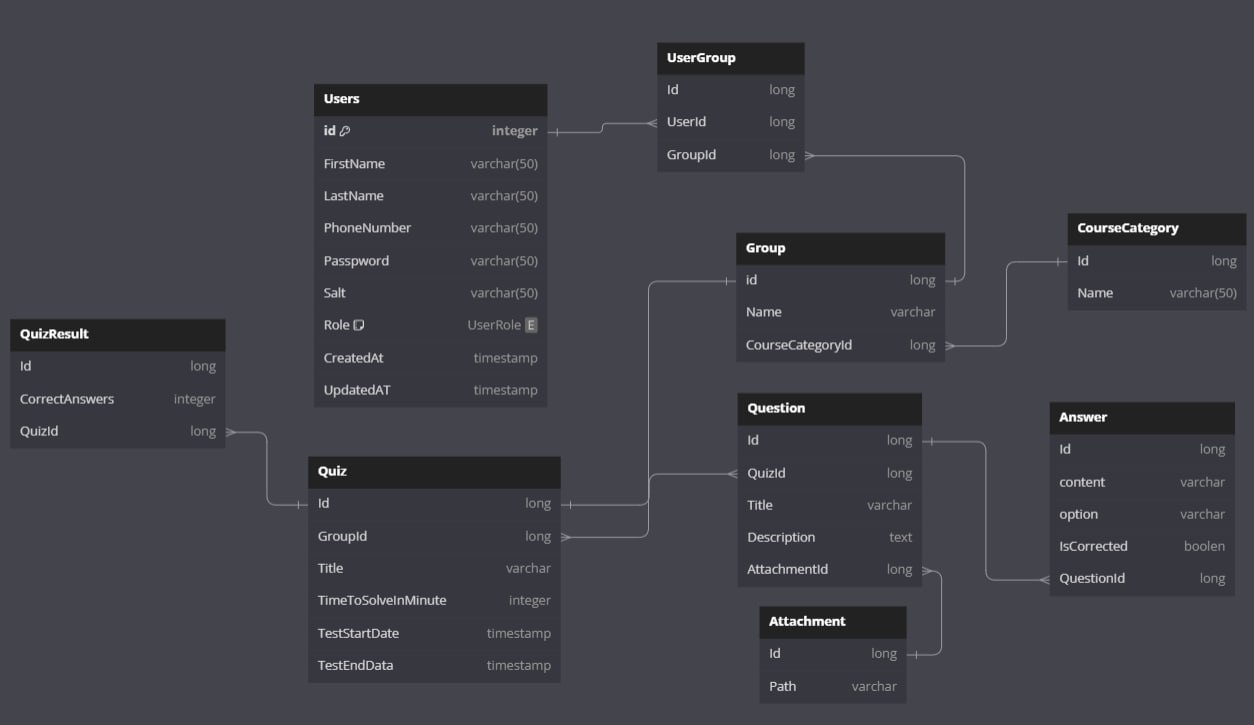 UserGroup
Id long
UserId long
GroupId long
Users
id integer
FirstName varchar(50)
LastName varchar(50)
PhoneNumber varchar(50)
Passpword varchar(50)
Salt varchar(50)
Role UserRole E
CreatedAt timestamp
UpdatedAT timestamp
CourseCategory
Id long
Name varchar(50)
Group
id long
Name varchar
CourseCategoryId long
QuizResult
Id long
CorrectAnswers integer
QuizId long
Question
Id long
QuizId long
Title varchar
Description text
AttachmentId long
Answer
Id long
content varchar
option varchar
IsCorrected boolen
QuestionId long
Quiz
Id long
GroupId long
Title varchar
TimeToSolveInMinute integer
TestStartDate timestamp
TestEndData timestamp
Attachment
Id long
Path varchar